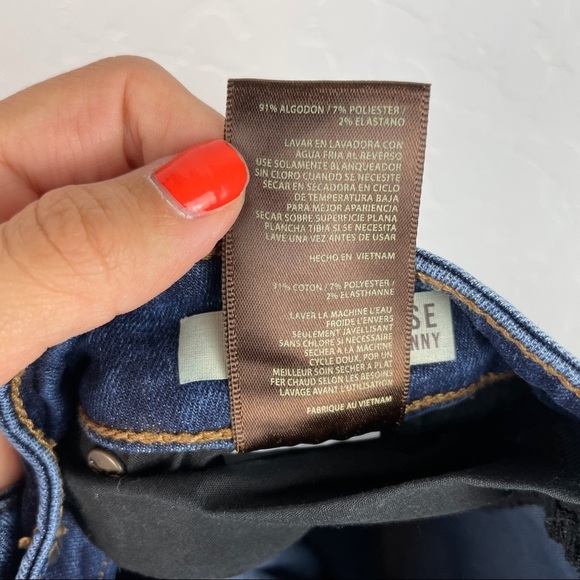 91% ALGODON / 7% POLIESTER /
2% ELASTANO
LAVAR EN LAVADORA CON
AGUA FRIA AL REVERSO
USE SOLAMENTE BLANQUEADOR
SIN CLORO CUANDO SE NECESITE
SECAR EN SECADORA EN CICLO
DE TEMPERATURA BAJA
PARA MEJOR APARIENCIA
SECAR SOBRE SUPERFICIE PLANA
PLANCHA TIBIA SI SE NECESITA
LAVE UNA VEZ ANTES DE USAR
HECHO EN VIETNAM
91% COTON / 7% POLYESTER /
2% ELASTHANNE
LAVER LA MACHINE L'EAU
FROIDE L'ENVERS
SEULEMENT JAVELLISANT
SANS CHLORE SI NECESSAIRE
SECHER A LA MACHINE
CYCLE DOUX, POR UN
MEILLEUR SOIN SECHER A PLAT
FER CHAUD SELON LES BESOINS
LAVAGE AVANT L'UTILISATION
FABRIQUE AU VIETNAM
SE
NNY